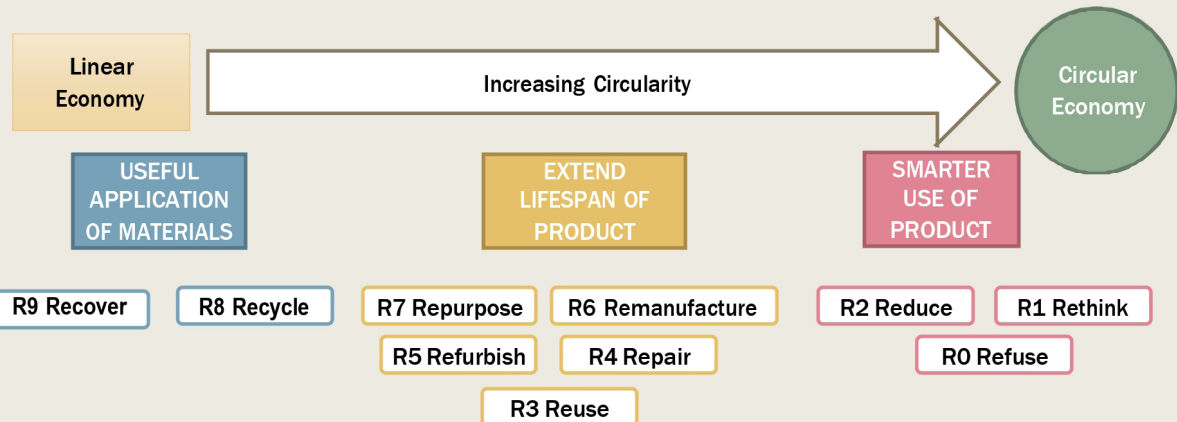 Linear
Economy
Increasing Circularity
Circular
Economy
USEFUL
APPLICATION
OF MATERIALS
EXTEND
LIFESPAN OF
PRODUCT
SMARTER
USE OF
PRODUCT
R9 Recover
R8 Recycle
R7 Repurpose
R6 Remanufacture
R2 Reduce
R1 Rethink
R5 Refurbish
R4 Repair
R0 Refuse
R3 Reuse